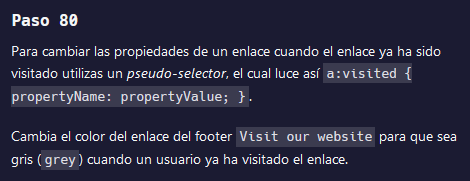 Paso 80
Para cambiar las propiedades de un enlace cuando el enlace ya ha sido
visitado utilizas un pseudo-selector, el cual luce así a:visited {
propertyName: propertyValue; }.
Cambia el color del enlace del footer Visit our website para que sea
gris (grey) cuando un usuario ya ha visitado el enlace.